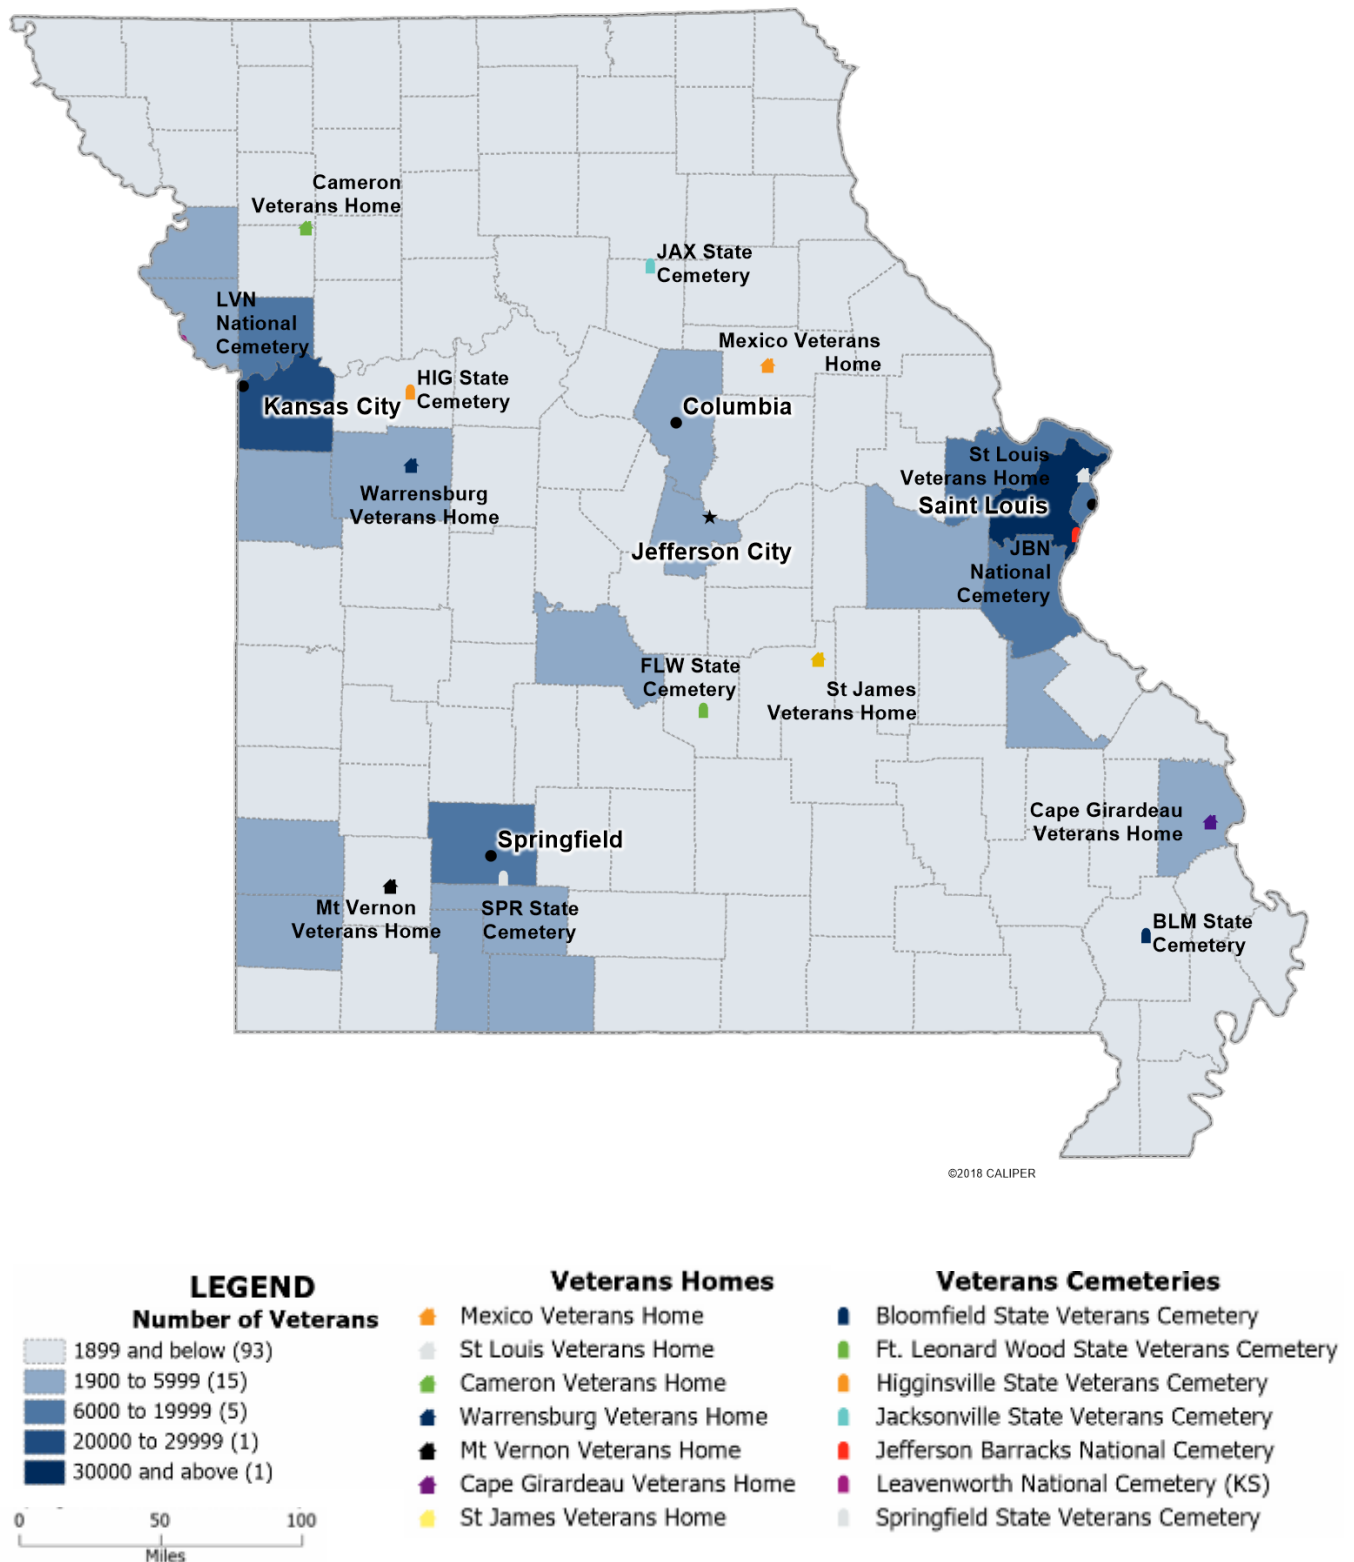 Cameron
Veterans Home
JAX State
Cemetery
LVN
National
Cemetery
Mexico Veterans
Home
HIG State
Cemetery
Kansas City
Columbia
St Louis
Veterans Home
Warrensburg
Veterans Home
Saint Louis
Jefferson City
JBN
National
Cemetery
FLW State
Cemetery
St James
Veterans Home
Cape Girardeau
Veterans Home
Springfield
Mt Vernon
Veterans Home
SPR State
Cemetery
BLM State
Cemetery
©2018 CALIPER
LEGEND
Number of Veterans
1899 and below (93)
1900 to 5999 (15)
6000 to 19999 (5)
20000 to 29999 (1)
30000 and above (1)
0 50 100
Miles
Veterans Homes
Mexico Veterans Home
St Louis Veterans Home
Cameron Veterans Home
Warrensburg Veterans Home
Mt Vernon Veterans Home
Cape Girardeau Veterans Home
St James Veterans Home
Veterans Cemeteries
Bloomfield State Veterans Cemetery
Ft. Leonard Wood State Veterans Cemetery
Higginsville State Veterans Cemetery
Jacksonville State Veterans Cemetery
Jefferson Barracks National Cemetery
Leavenworth National Cemetery (KS)
Springfield State Veterans Cemetery